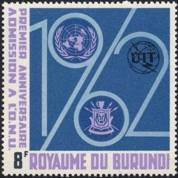 PREMIER ANNIVERSAIRE
ADMISSION A L'O.N.U.
1962
UIT
8F ROYAUME DU BURUNDI